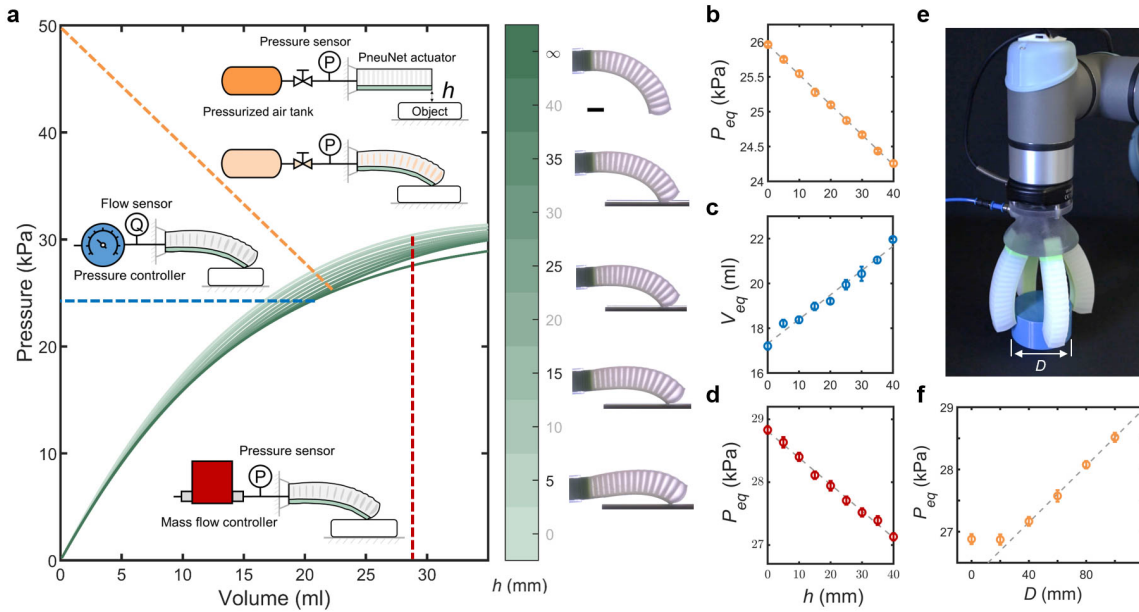 a
50
40
30
20
10
0
0
5
10
15
20
25
30
35
Pressure (kPa)
Volume (ml)
Pressure sensor
P
PneuNet actuator
h
Pressurized air tank
Object
P
Flow sensor
Q
Pressure controller
Pressure sensor
P
Mass flow controller
∞
40
35
30
25
20
15
10
5
0
h (mm)
b
26
25.5
25
24.5
24
0
10
20
30
40
P_eq (kPa)
c
22
20
18
16
0
10
20
30
40
V_eq (ml)
d
29
28
27
0
10
20
30
40
P_eq (kPa)
h (mm)
e
D
f
29
28
27
26
0
40
80
P_eq (kPa)
D (mm)